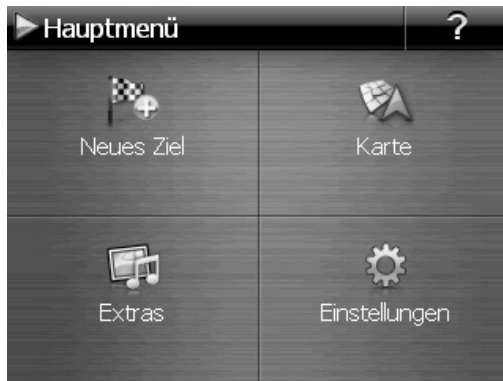 Hauptmenü
?
Neues Ziel
Karte
Extras
Einstellungen